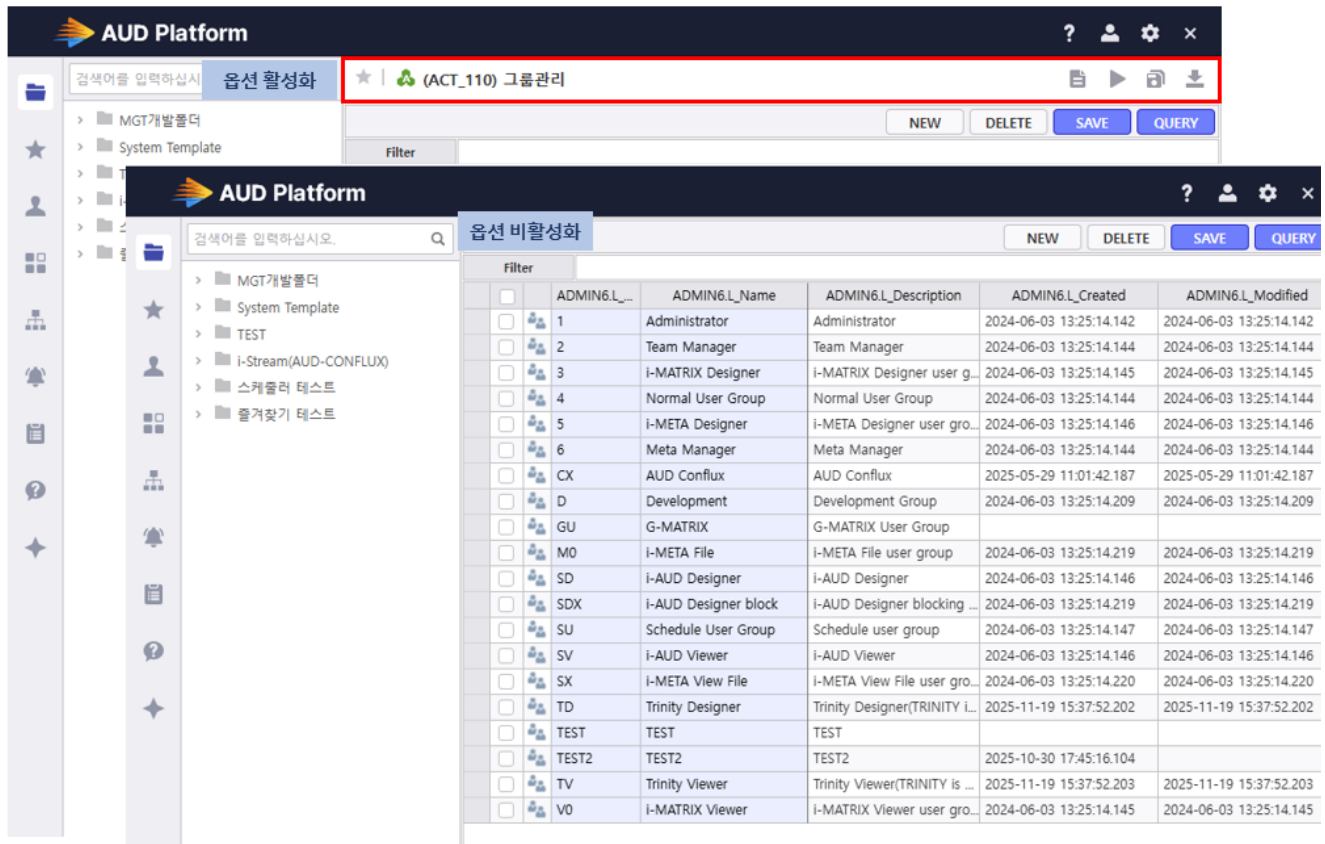 AUD Platform
?
×
검색어를 입력하십시
옵션 활성화
(ACT_110) 그룹관리
MGT개발폴더
NEW DELETE SAVE QUERY
System Template
Filter
AUD Platform
?
×
검색어를 입력하십시오.
옵션 비활성화
NEW DELETE SAVE QUERY
MGT개발폴더
System Template
TEST
i-Stream(AUD-CONFLUX)
스케줄러 테스트
즐겨찾기 테스트
Filter
ADMIN6.L_... ADMIN6.L_Name ADMIN6.L_Description ADMIN6.L_Created ADMIN6.L_Modified
1 Administrator Administrator 2024-06-03 13:25:14.142 2024-06-03 13:25:14.142
2 Team Manager Team Manager 2024-06-03 13:25:14.144 2024-06-03 13:25:14.144
3 i-MATRIX Designer i-MATRIX Designer user g... 2024-06-03 13:25:14.145 2024-06-03 13:25:14.145
4 Normal User Group Normal User Group 2024-06-03 13:25:14.144 2024-06-03 13:25:14.144
5 i-META Designer i-META Designer user gro... 2024-06-03 13:25:14.146 2024-06-03 13:25:14.146
6 Meta Manager Meta Manager 2024-06-03 13:25:14.144 2024-06-03 13:25:14.144
CX AUD Conflux AUD Conflux 2025-05-29 11:01:42.187 2025-05-29 11:01:42.187
D Development Development Group 2024-06-03 13:25:14.209 2024-06-03 13:25:14.209
GU G-MATRIX G-MATRIX User Group
M0 i-META File i-META File user group 2024-06-03 13:25:14.219 2024-06-03 13:25:14.219
SD i-AUD Designer i-AUD Designer 2024-06-03 13:25:14.146 2024-06-03 13:25:14.146
SDX i-AUD Designer block i-AUD Designer blocking ... 2024-06-03 13:25:14.219 2024-06-03 13:25:14.219
SU Schedule User Group Schedule user group 2024-06-03 13:25:14.147 2024-06-03 13:25:14.147
SV i-AUD Viewer i-AUD Viewer 2024-06-03 13:25:14.146 2024-06-03 13:25:14.146
SX i-META View File i-META View File user gro... 2024-06-03 13:25:14.220 2024-06-03 13:25:14.220
TD Trinity Designer Trinity Designer(TRINITY i... 2025-11-19 15:37:52.202 2025-11-19 15:37:52.202
TEST TEST TEST
TEST2 TEST2 TEST2 2025-10-30 17:45:16.104
TV Trinity Viewer Trinity Viewer(TRINITY is ... 2025-11-19 15:37:52.203 2025-11-19 15:37:52.203
V0 i-MATRIX Viewer i-MATRIX Viewer user gro... 2024-06-03 13:25:14.145 2024-06-03 13:25:14.145